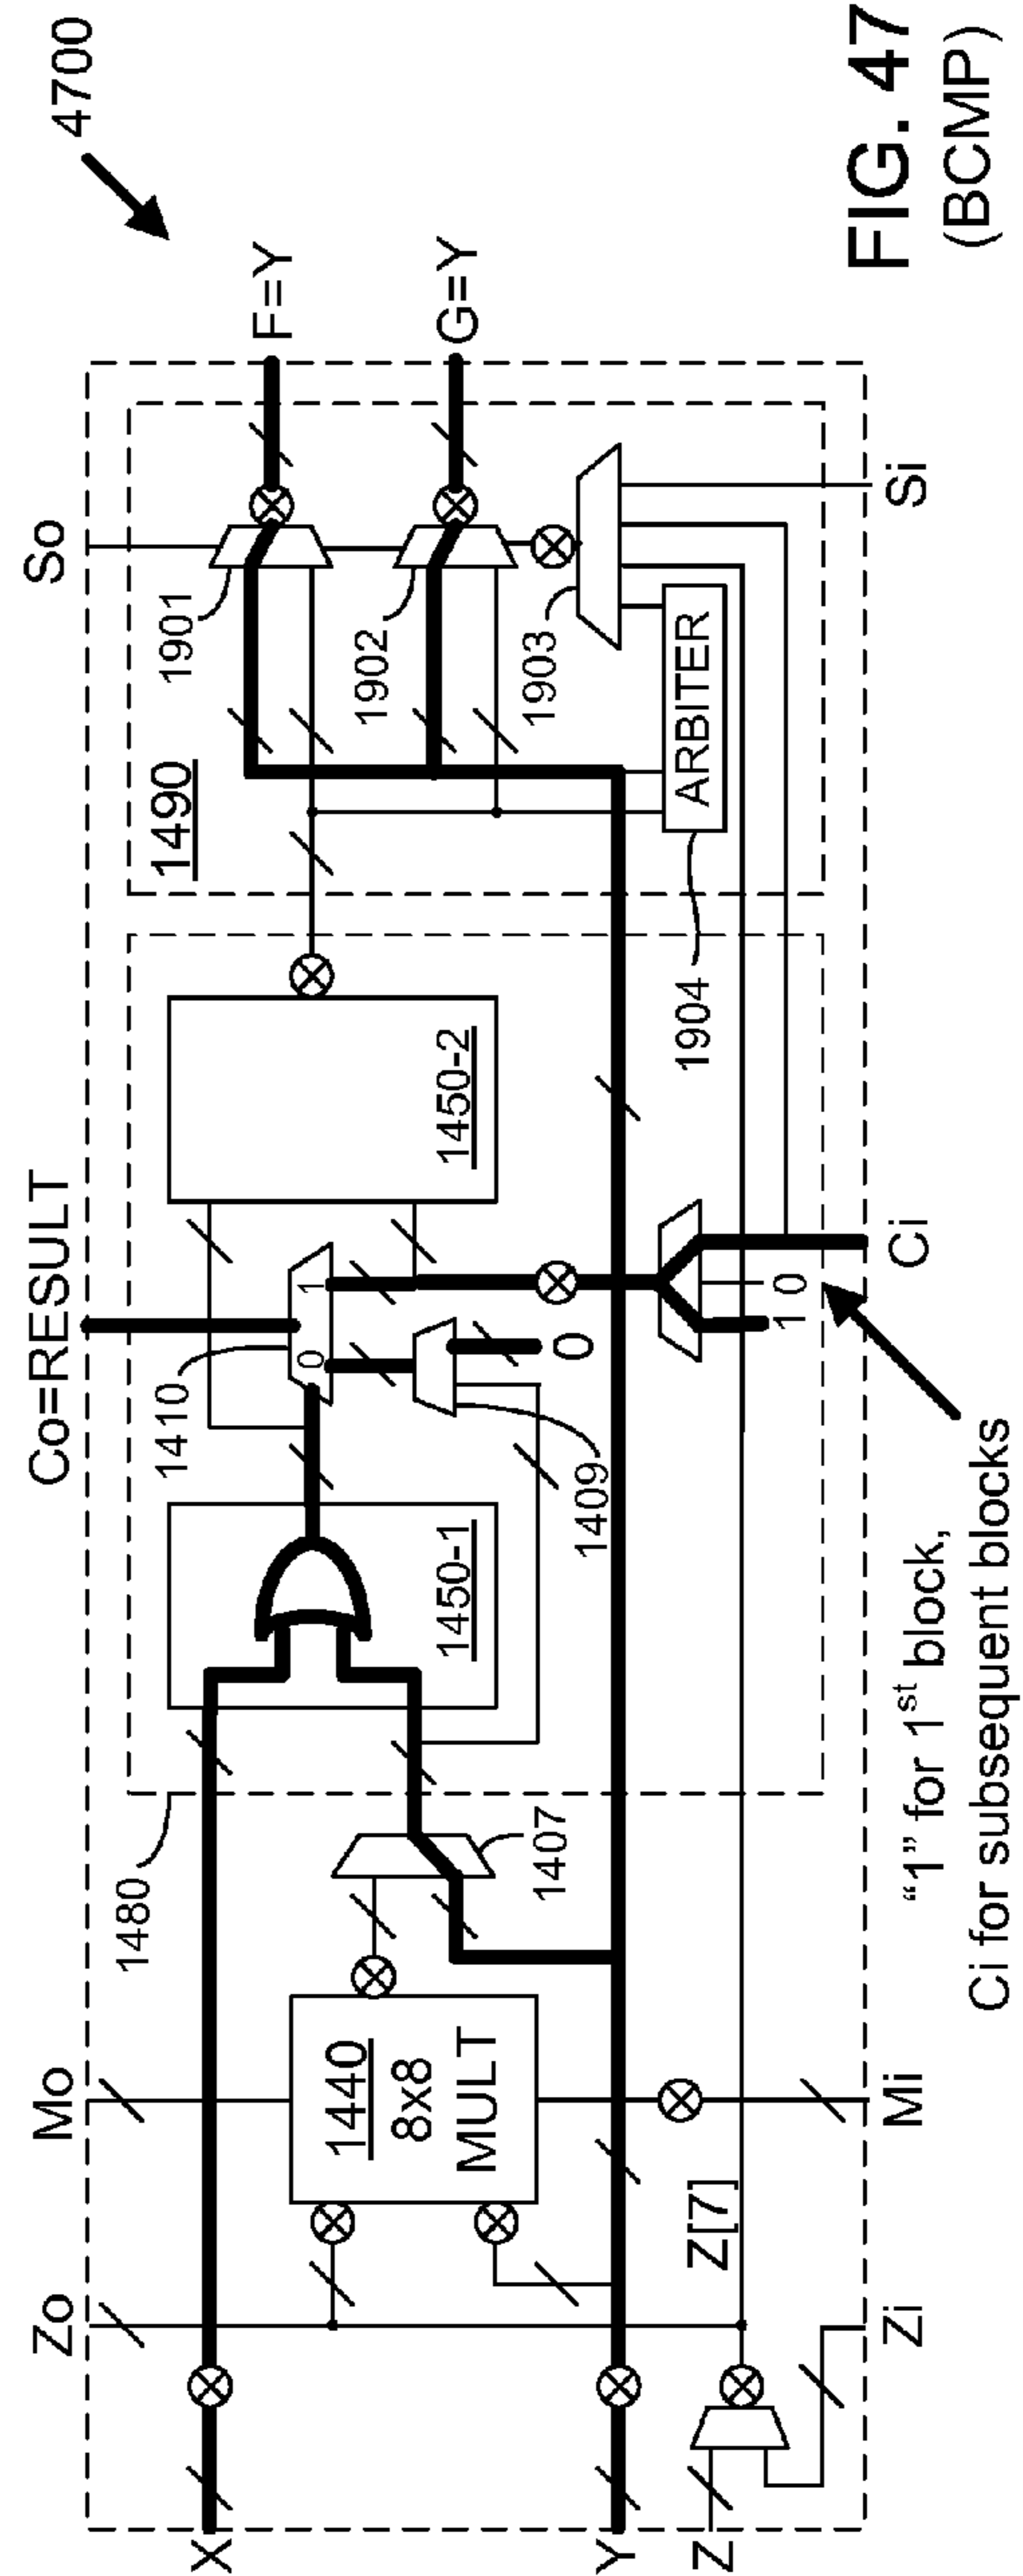 4700
Zo
Mo
Co=RESULT
So
1480
1410
1901
F=Y
1490
1440
8x8
MULT
1450-1
0
1
1450-2
1902
G=Y
1407
1409
0
1903
ARBITER
1904
X
Y
Z
Z[7]
1 0
Zi
Mi
Ci
Si
"1" for 1st block,
Ci for subsequent blocks
FIG. 47
(BCMP)